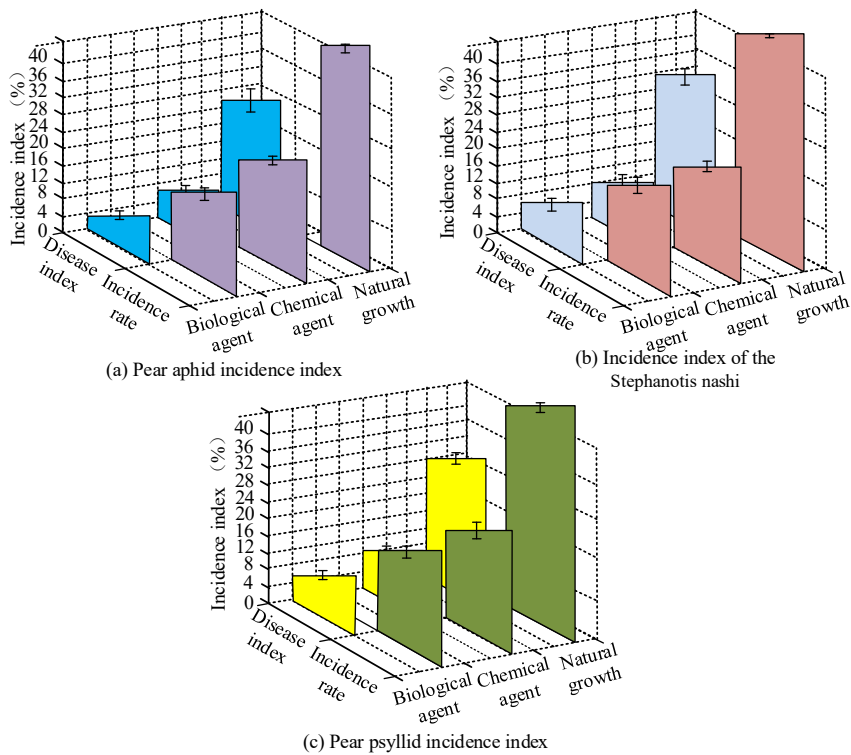 Incidence index（%）
40
36
32
28
24
20
16
12
8
4
0
Disease
index
Incidence
rate
Biological
agent
Chemical
agent
Natural
growth
(a) Pear aphid incidence index
Incidence index（%）
40
36
32
28
24
20
16
12
8
4
0
Disease
index
Incidence
rate
Biological
agent
Chemical
agent
Natural
growth
(b) Incidence index of the
Stephanotis nashi
Incidence index（%）
40
36
32
28
24
20
16
12
8
4
0
Disease
index
Incidence
rate
Biological
agent
Chemical
agent
Natural
growth
(c) Pear psyllid incidence index